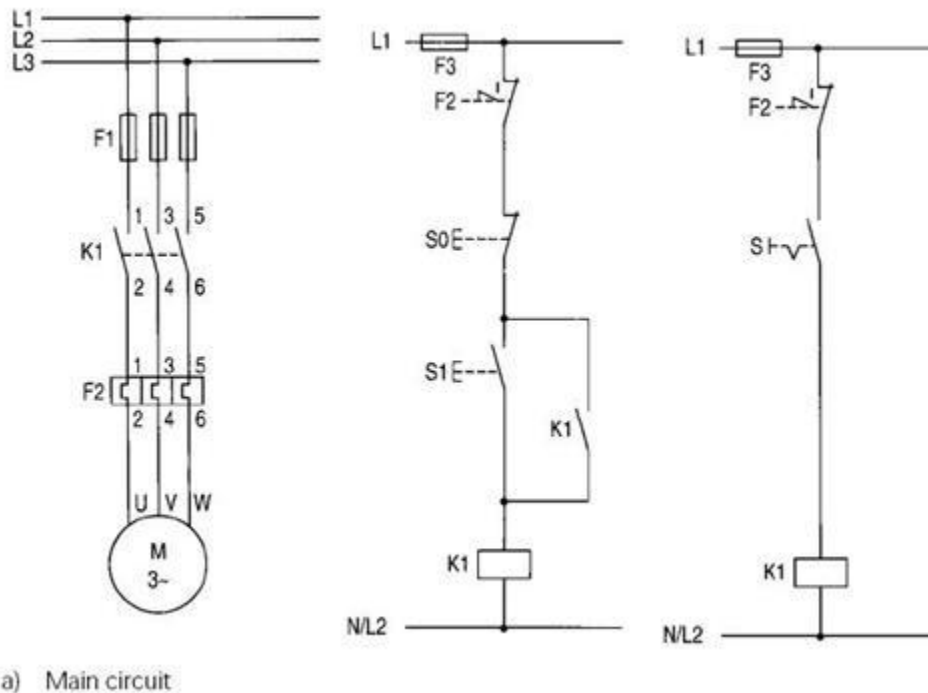 L1
L2
L3
F1
1 3 5
K1
2 4 6
1 3 5
F2
2 4 6
U V W
M
3~
L1
F3
F2
S0
S1
K1
K1
N/L2
L1
F3
F2
S
K1
N/L2
a) Main circuit